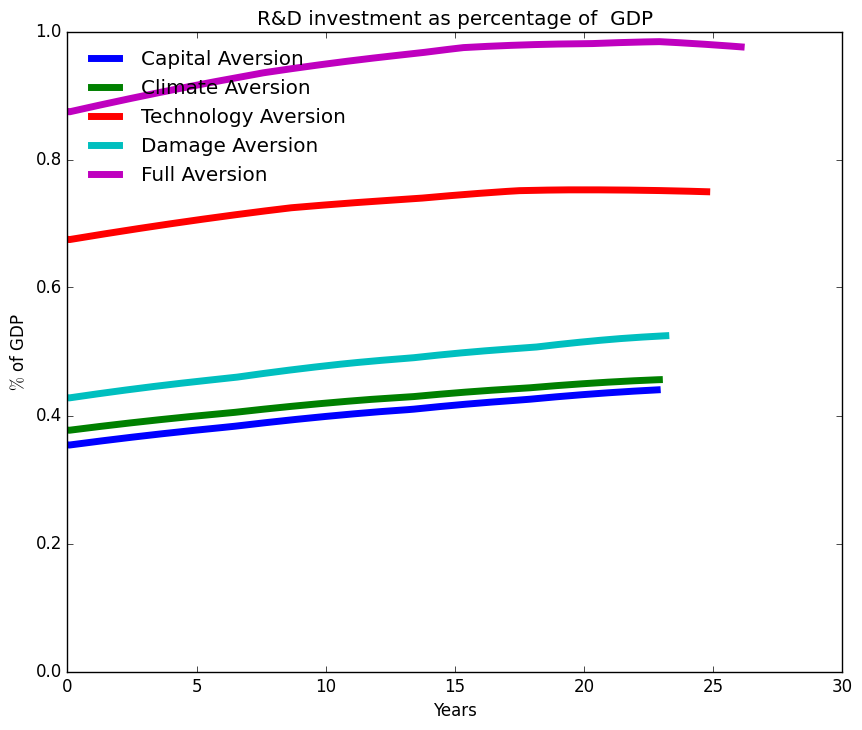 R&D investment as percentage of  GDP
1.0
0.8
0.6
0.4
0.2
0.0
% of GDP
Capital Aversion
Climate Aversion
Technology Aversion
Damage Aversion
Full Aversion
0 5 10 15 20 25 30
Years